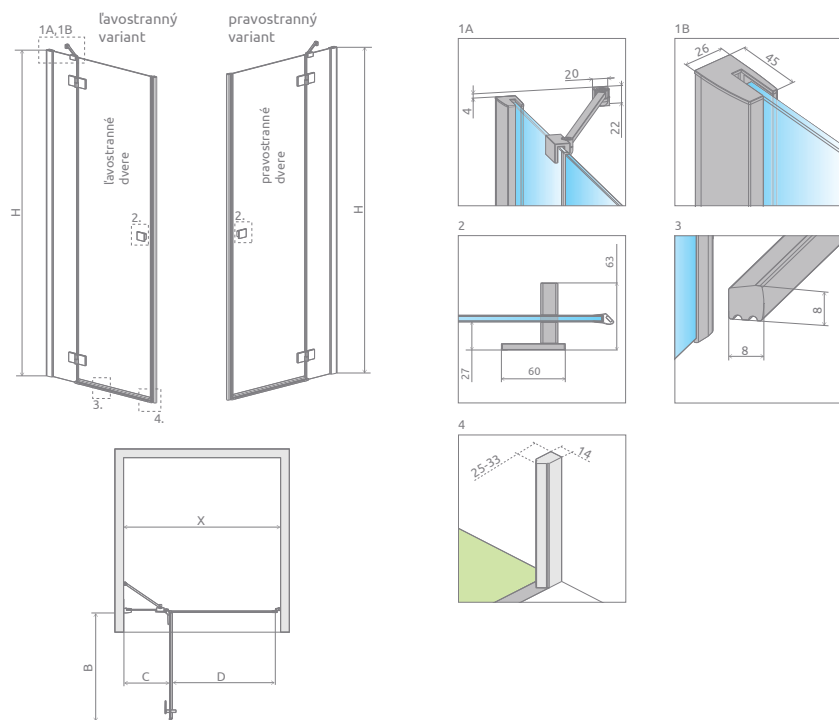 1A,1B
ľavostranný
variant
pravostranný
variant
ľavostranné
dvere
pravostranné
dvere
H
H
2.
2.
3.
4.
1A
20
4
22
1B
26
45
2
63
27
60
3
8
8
4
25-33
14
X
B
C
D